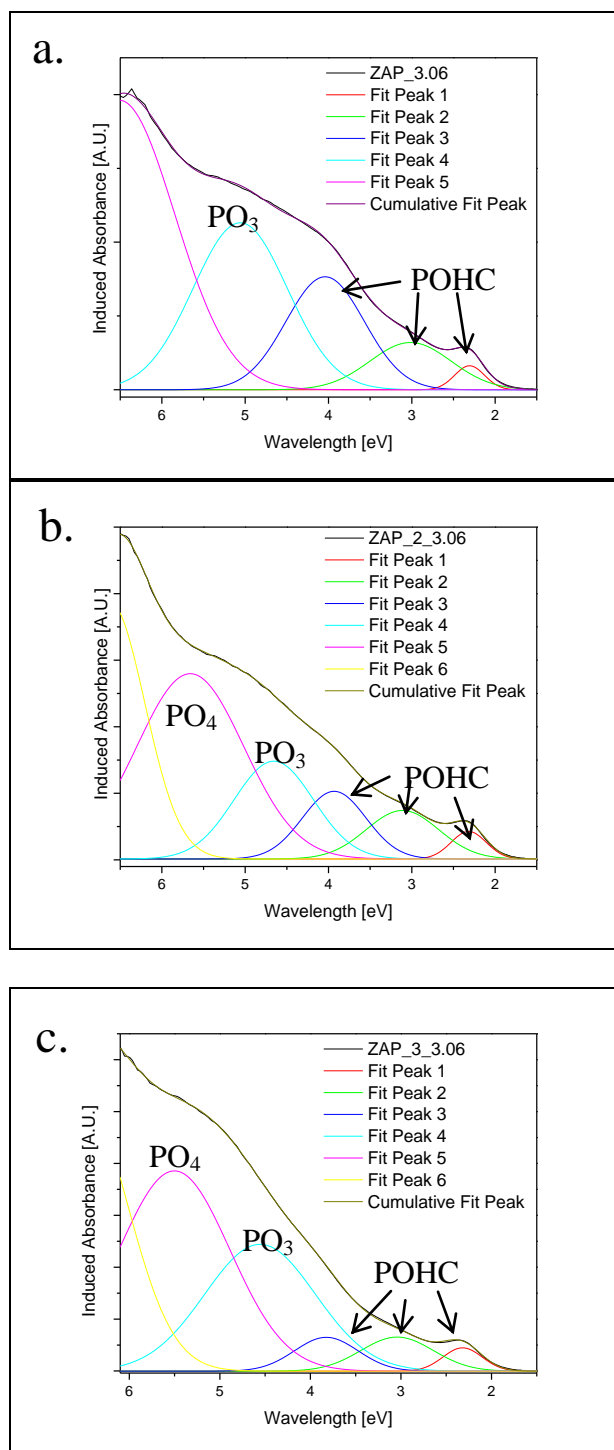 a.
ZAP_3.06
Fit Peak 1
Fit Peak 2
Fit Peak 3
Fit Peak 4
Fit Peak 5
Cumulative Fit Peak
PO₃
POHC
Induced Absorbance [A.U.]
6 5 4 3 2
Wavelength [eV]
b.
ZAP_2_3.06
Fit Peak 1
Fit Peak 2
Fit Peak 3
Fit Peak 4
Fit Peak 5
Fit Peak 6
Cumulative Fit Peak
PO₄
PO₃
POHC
Induced Absorbance [A.U.]
6 5 4 3 2
Wavelength [eV]
c.
ZAP_3_3.06
Fit Peak 1
Fit Peak 2
Fit Peak 3
Fit Peak 4
Fit Peak 5
Fit Peak 6
Cumulative Fit Peak
PO₄
PO₃
POHC
Induced Absorbance [A.U.]
6 5 4 3 2
Wavelength [eV]